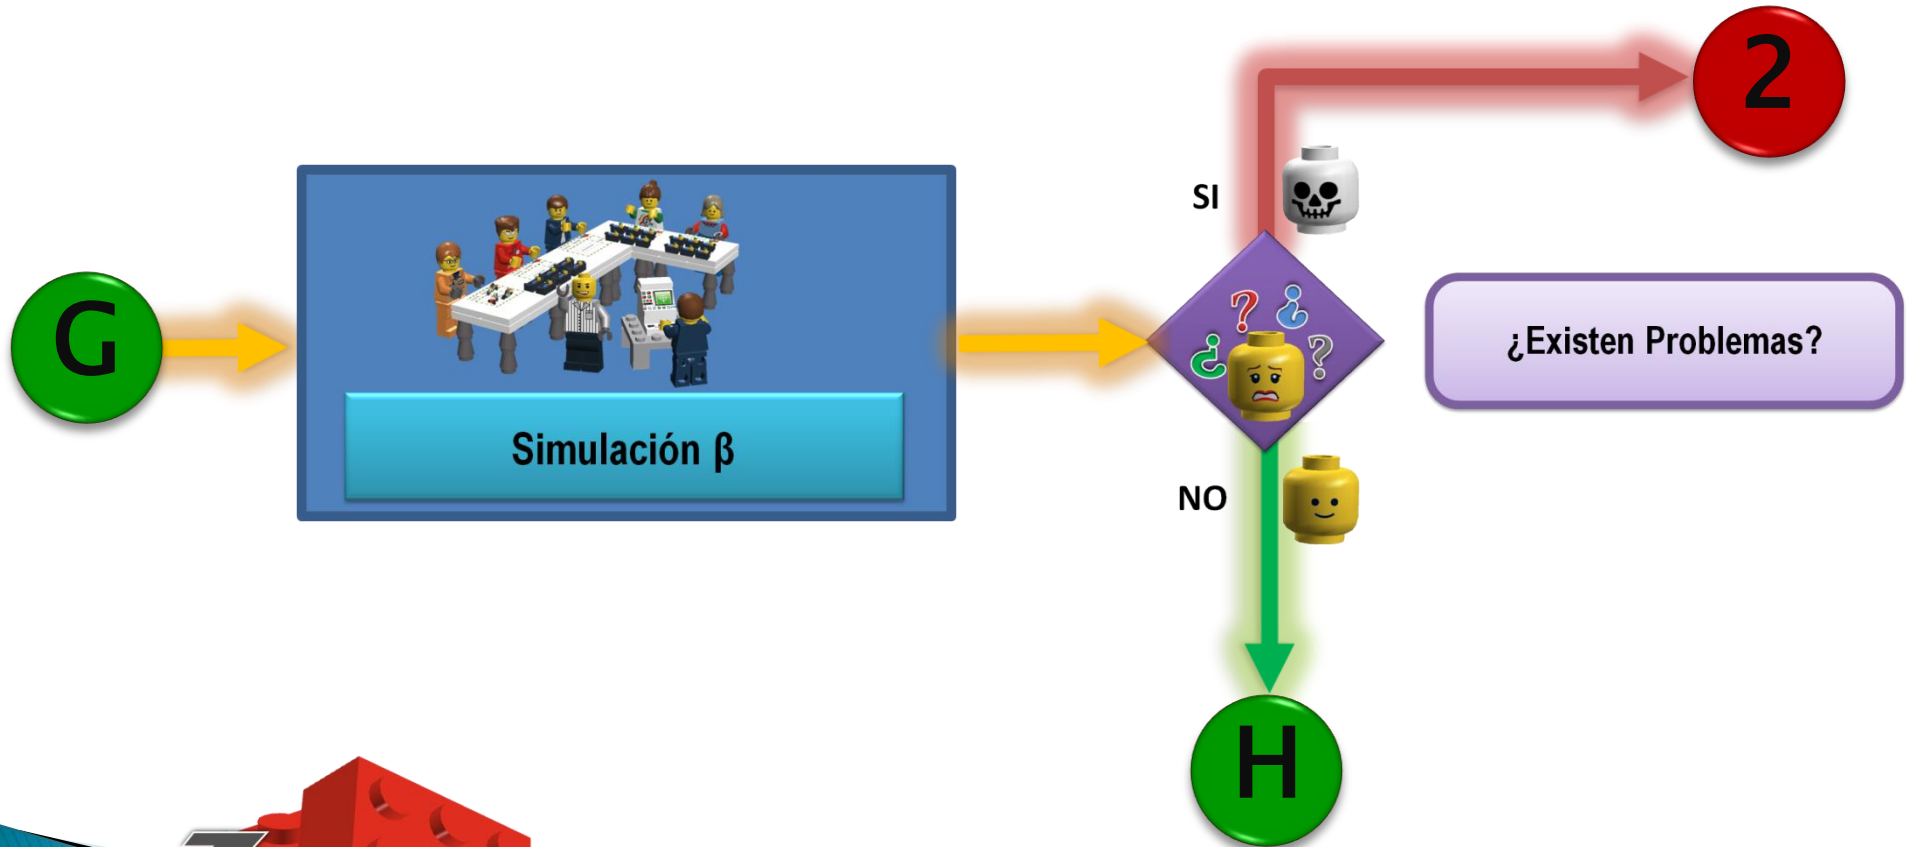 2
SI
G
¿Existen Problemas?
Simulación β
NO
H